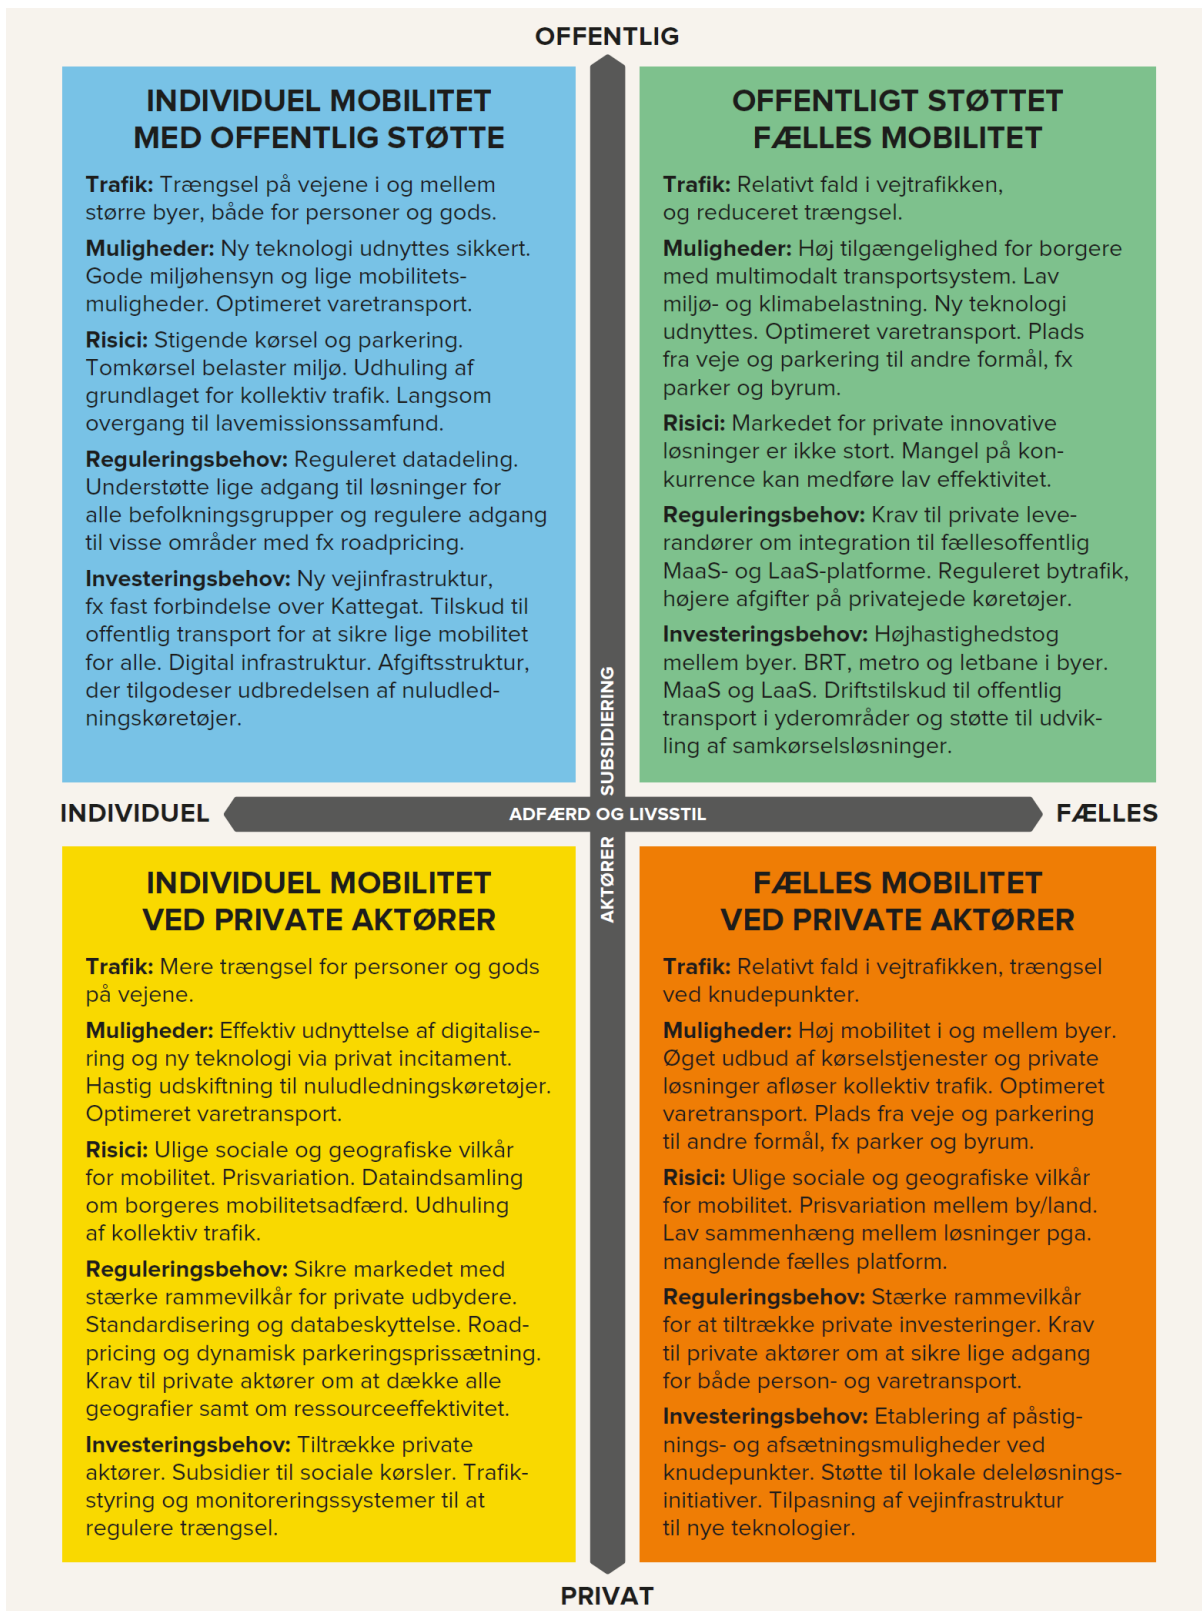 OFFENTLIG
INDIVIDUEL MOBILITET
MED OFFENTLIG STØTTE
Trafik: Trængsel på vejene i og mellem
større byer, både for personer og gods.
Muligheder: Ny teknologi udnyttes sikkert.
Gode miljøhensyn og lige mobilitets-
muligheder. Optimeret varetransport.
Risici: Stigende kørsel og parkering.
Tomkørsel belaster miljø. Udhuling af
grundlaget for kollektiv trafik. Langsom
overgang til lavemissionssamfund.
Reguleringsbehov: Reguleret datadeling.
Understøtte lige adgang til løsninger for
alle befolkningsgrupper og regulere adgang
til visse områder med fx roadpricing.
Investeringsbehov: Ny vejinfrastruktur,
fx fast forbindelse over Kattegat. Tilskud til
offentlig transport for at sikre lige mobilitet
for alle. Digital infrastruktur. Afgiftsstruktur,
der tilgodeser udbredelsen af nuludled-
ningskøretøjer.
OFFENTLIGT STØTTET
FÆLLES MOBILITET
Trafik: Relativt fald i vejtrafikken,
og reduceret trængsel.
Muligheder: Høj tilgængelighed for borgere
med multimodalt transportsystem. Lav
miljø- og klimabelastning. Ny teknologi
udnyttes. Optimeret varetransport. Plads
fra veje og parkering til andre formål, fx
parker og byrum.
Risici: Markedet for private innovative
løsninger er ikke stort. Mangel på kon-
kurrence kan medføre lav effektivitet.
Reguleringsbehov: Krav til private leve-
randører om integration til fællesoffentlig
MaaS- og LaaS-platforme. Reguleret bytrafik,
højere afgifter på privatejede køretøjer.
Investeringsbehov: Højhastighedstog
mellem byer. BRT, metro og letbane i byer.
MaaS og LaaS. Driftstilskud til offentlig
transport i yderområder og støtte til udvik-
ling af samkørselsløsninger.
SUBSIDIERING
INDIVIDUEL
ADFÆRD OG LIVSSTIL
FÆLLES
AKTØRER
INDIVIDUEL MOBILITET
VED PRIVATE AKTØRER
Trafik: Mere trængsel for personer og gods
på vejene.
Muligheder: Effektiv udnyttelse af digitalise-
ring og ny teknologi via privat incitament.
Hastig udskiftning til nuludledningskøretøjer.
Optimeret varetransport.
Risici: Ulige sociale og geografiske vilkår
for mobilitet. Prisvariation. Dataindsamling
om borgeres mobilitetsadfærd. Udhuling
af kollektiv trafik.
Reguleringsbehov: Sikre markedet med
stærke rammevilkår for private udbydere.
Standardisering og databeskyttelse. Road-
pricing og dynamisk parkeringsprissætning.
Krav til private aktører om at dække alle
geografier samt om ressourceeffektivitet.
Investeringsbehov: Tiltrække private
aktører. Subsidier til sociale kørsler. Trafik-
styring og monitoreringssystemer til at
regulere trængsel.
FÆLLES MOBILITET
VED PRIVATE AKTØRER
Trafik: Relativt fald i vejtrafikken, trængsel
ved knudepunkter.
Muligheder: Høj mobilitet i og mellem byer.
Øget udbud af kørselstjenester og private
løsninger afløser kollektiv trafik. Optimeret
varetransport. Plads fra veje og parkering
til andre formål, fx parker og byrum.
Risici: Ulige sociale og geografiske vilkår
for mobilitet. Prisvariation mellem by/land.
Lav sammenhæng mellem løsninger pga.
manglende fælles platform.
Reguleringsbehov: Stærke rammevilkår
for at tiltrække private investeringer. Krav
til private aktører om at sikre lige adgang
for både person- og varetransport.
Investeringsbehov: Etablering af påstig-
nings- og afsætningsmuligheder ved
knudepunkter. Støtte til lokale deleløsnings-
initiativer. Tilpasning af vejinfrastruktur
til nye teknologier.
PRIVAT